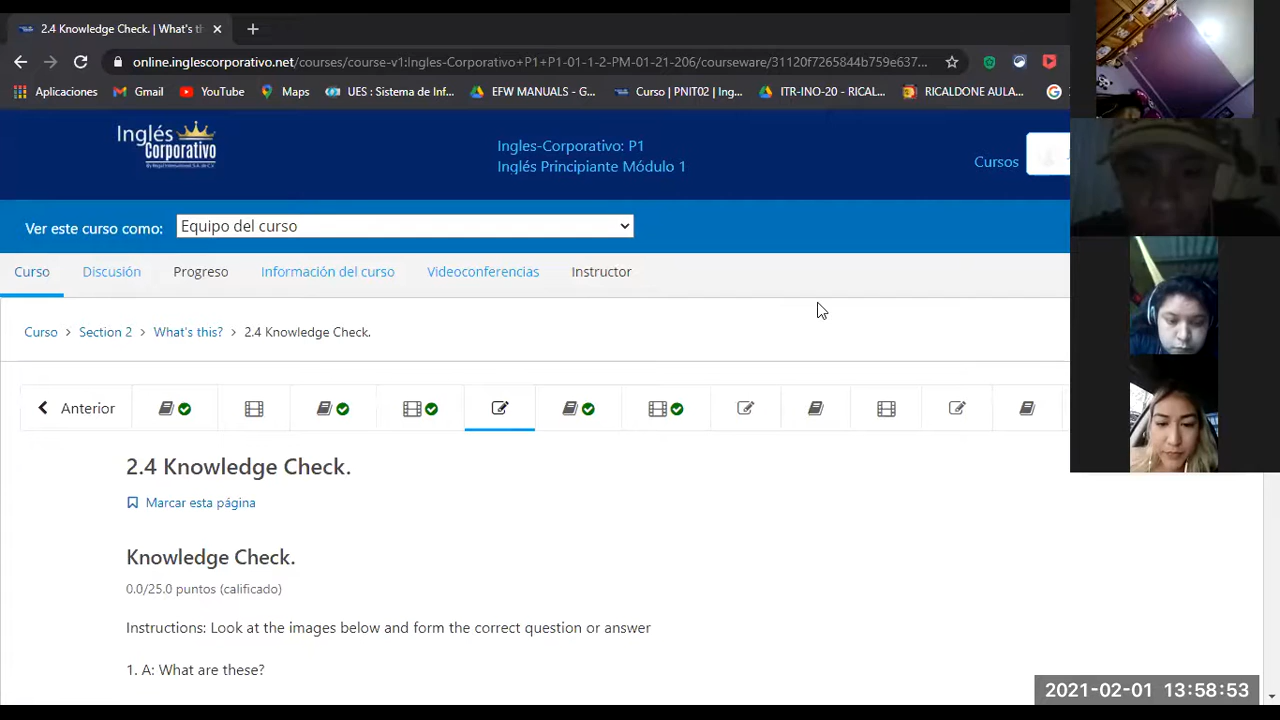 2.4 Knowledge Check. | What's th
online.inglescorporativo.net/courses/course-v1:Ingles-Corporativo+P1+P1-01-1-2-PM-01-21-206/courseware/31120f7265844b759e637...
Aplicaciones Gmail YouTube Maps UES : Sistema de Inf... EFW MANUALS - G... Curso | PNIT02 | Ing... ITR-INO-20 - RICAL... RICALDONE AULA...
Inglés
Corporativo
Ingles-Corporativo: P1
Inglés Principiante Módulo 1
Cursos
Ver este curso como: Equipo del curso
Curso Discusión Progreso Información del curso Videoconferencias Instructor
Curso > Section 2 > What's this? > 2.4 Knowledge Check.
Anterior
2.4 Knowledge Check.
Marcar esta página
Knowledge Check.
0.0/25.0 puntos (calificado)
Instructions: Look at the images below and form the correct question or answer
1. A: What are these?
2021-02-01 13:58:53